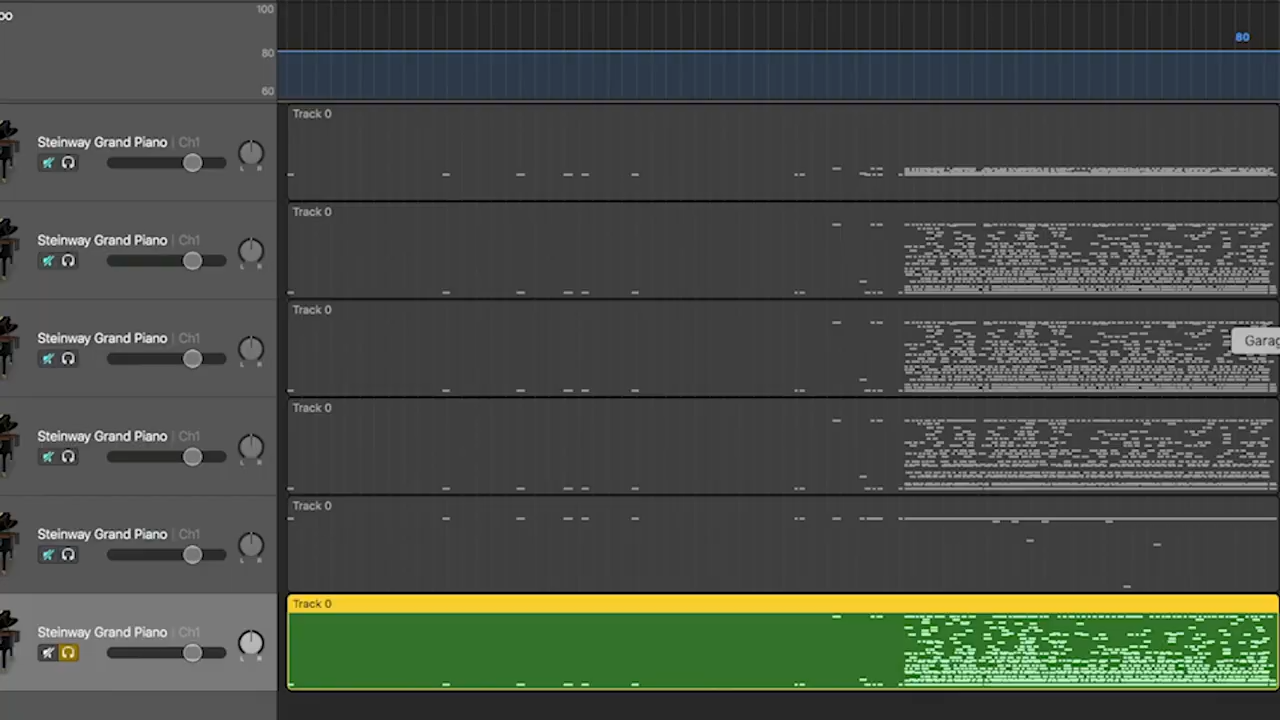 100
80
80
60
Track 0
Steinway Grand Piano | Ch1
L R
Track 0
Steinway Grand Piano | Ch1
L R
Track 0
Steinway Grand Piano | Ch1
L R
Track 0
Steinway Grand Piano | Ch1
L R
Track 0
Steinway Grand Piano | Ch1
L R
Track 0
Steinway Grand Piano | Ch1
L R